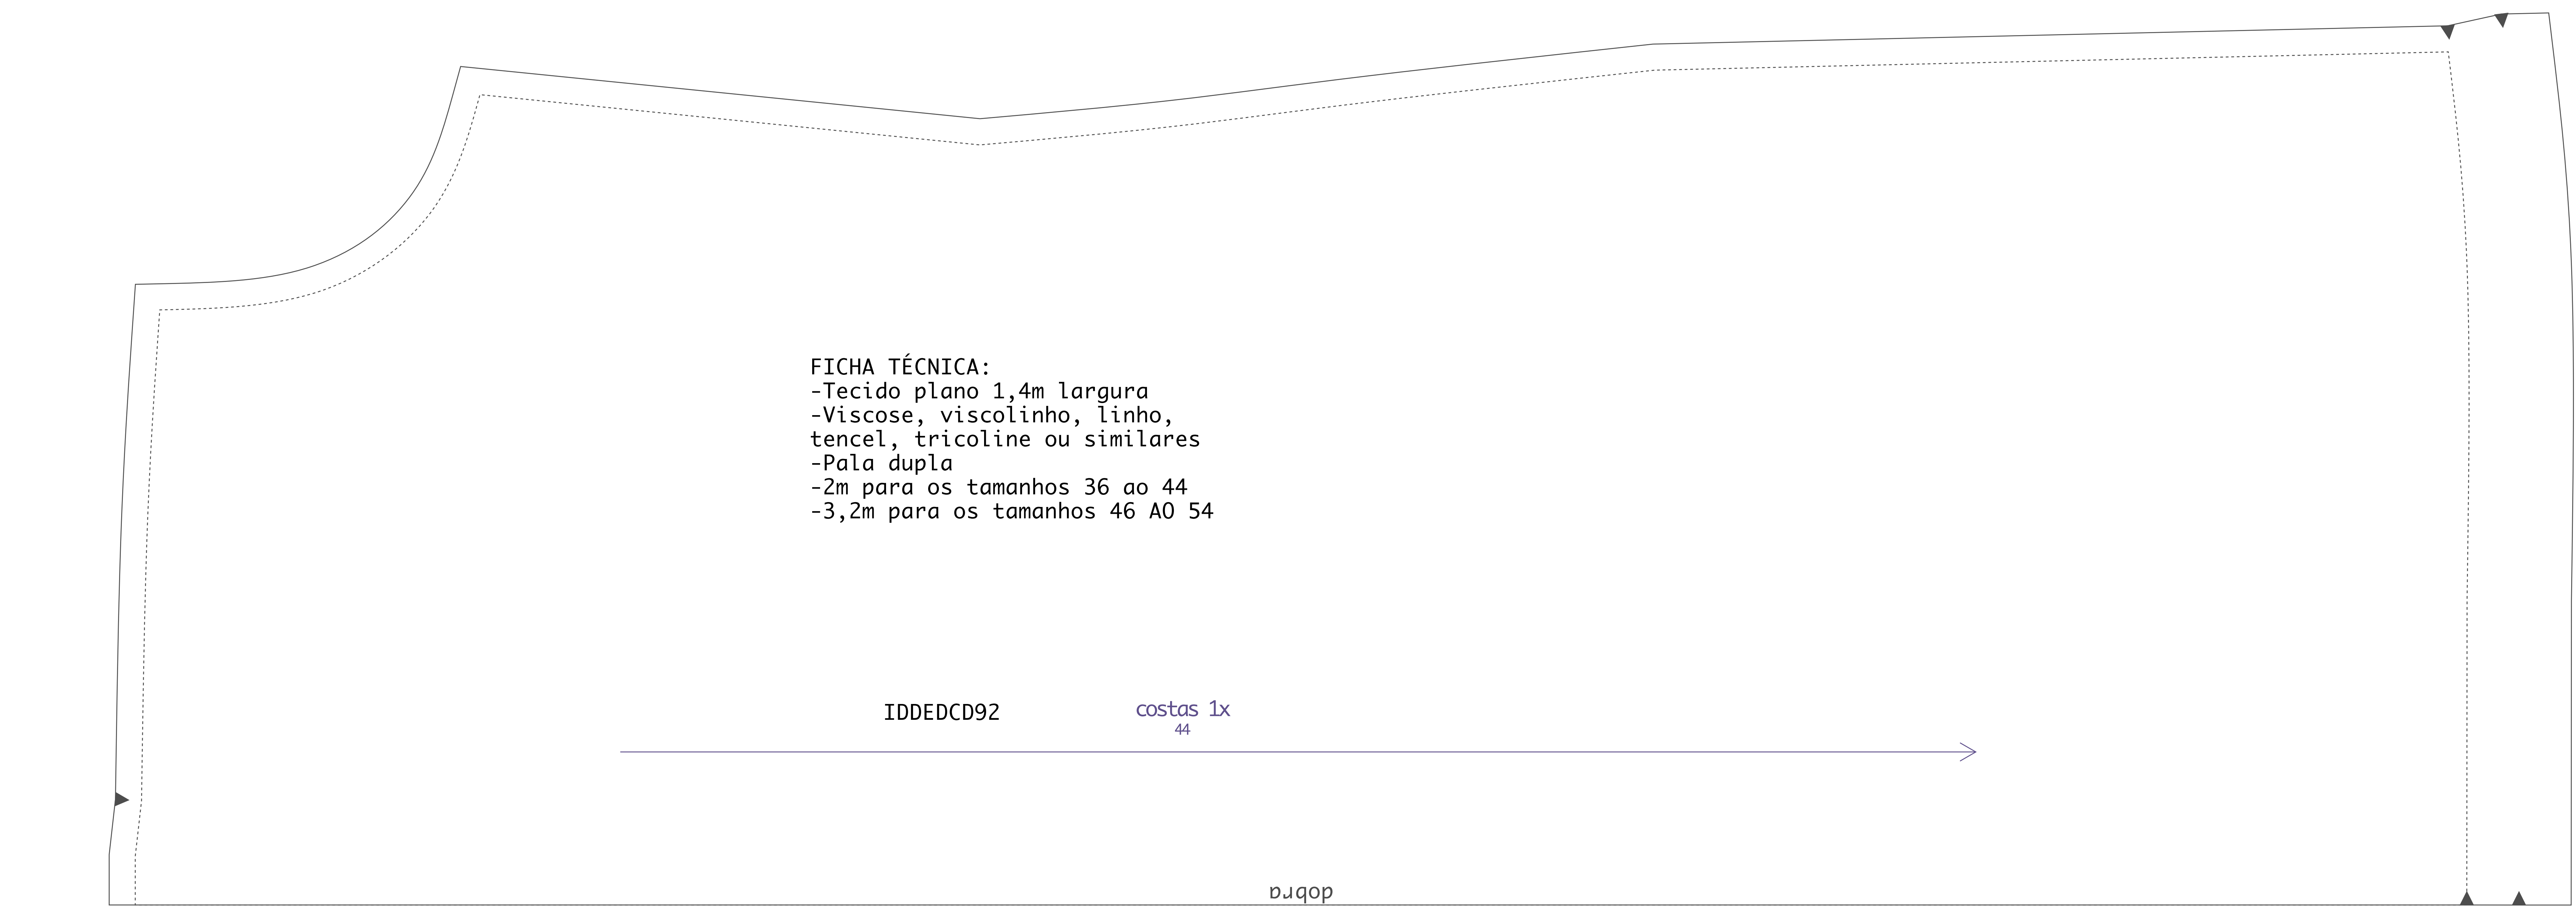 FICHA TÉCNICA:
-Tecido plano 1,4m largura
-Viscose, viscolinho, linho,
tencel, tricoline ou similares
-Pala dupla
-2m para os tamanhos 36 ao 44
-3,2m para os tamanhos 46 AO 54
IDDEDCD92
costas 1x
44
dobra